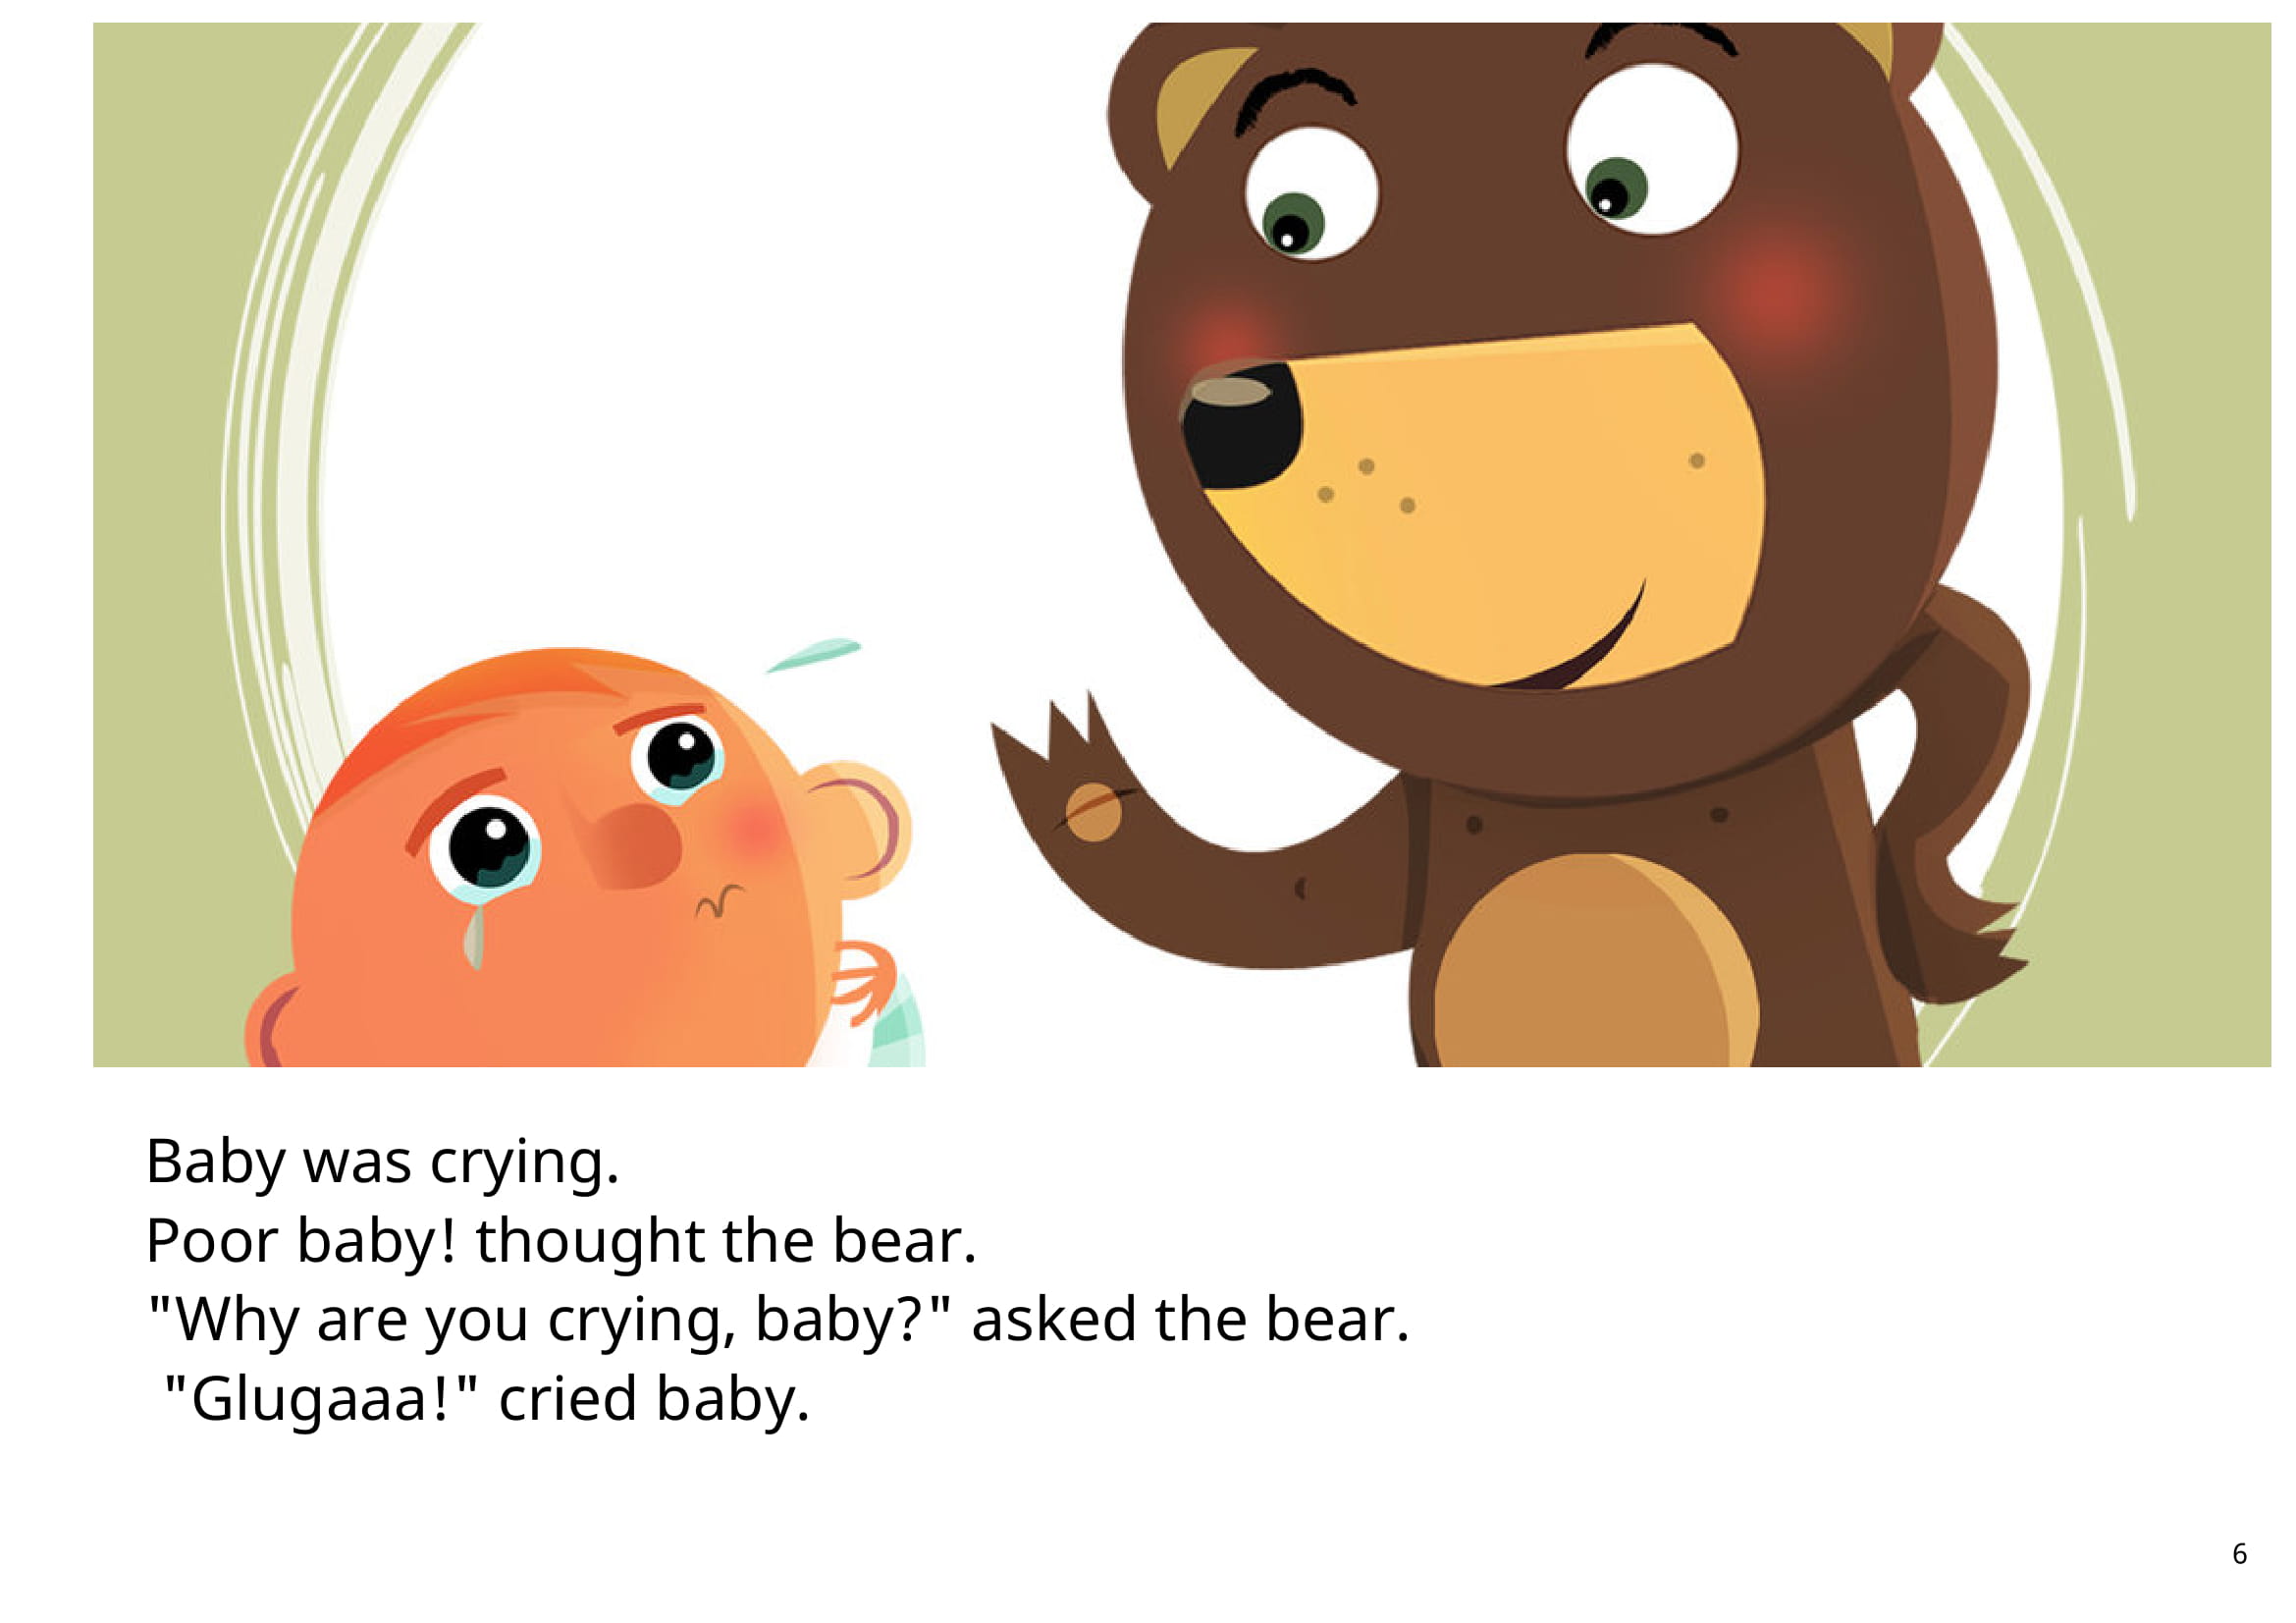 Baby was crying.
Poor baby! thought the bear.
"Why are you crying, baby?" asked the bear.
"Glugaaa!" cried baby.
6